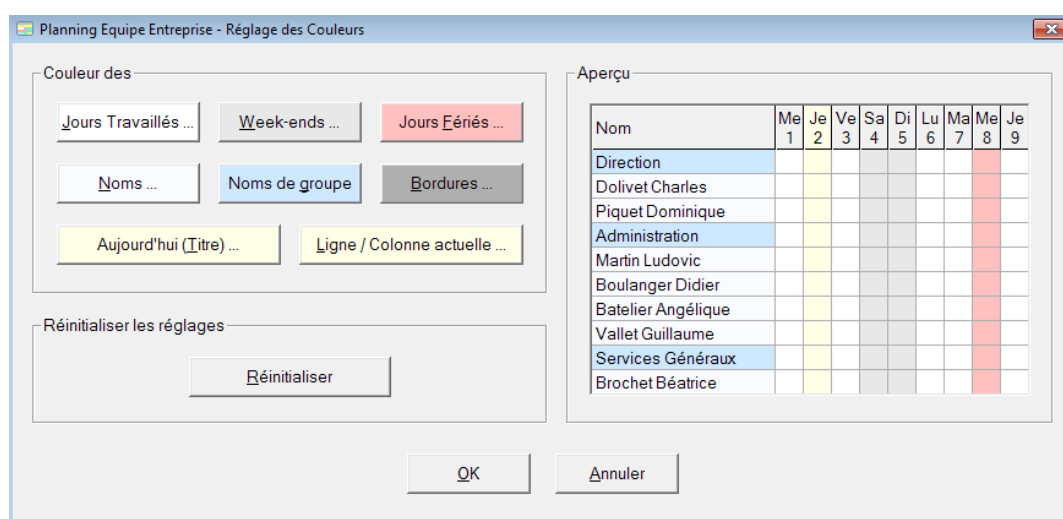 Planning Equipe Entreprise - Réglage des Couleurs
Couleur des
Jours Travaillés ... Week-ends ... Jours Fériés ...
Noms ... Noms de groupe Bordures ...
Aujourd'hui (Titre) ... Ligne / Colonne actuelle ...
Réinitialiser les réglages
Réinitialiser
Aperçu
Nom Me Je Ve Sa Di Lu Ma Me Je
1 2 3 4 5 6 7 8 9
Direction
Dolivet Charles
Piquet Dominique
Administration
Martin Ludovic
Boulanger Didier
Batelier Angélique
Vallet Guillaume
Services Généraux
Brochet Béatrice
OK Annuler